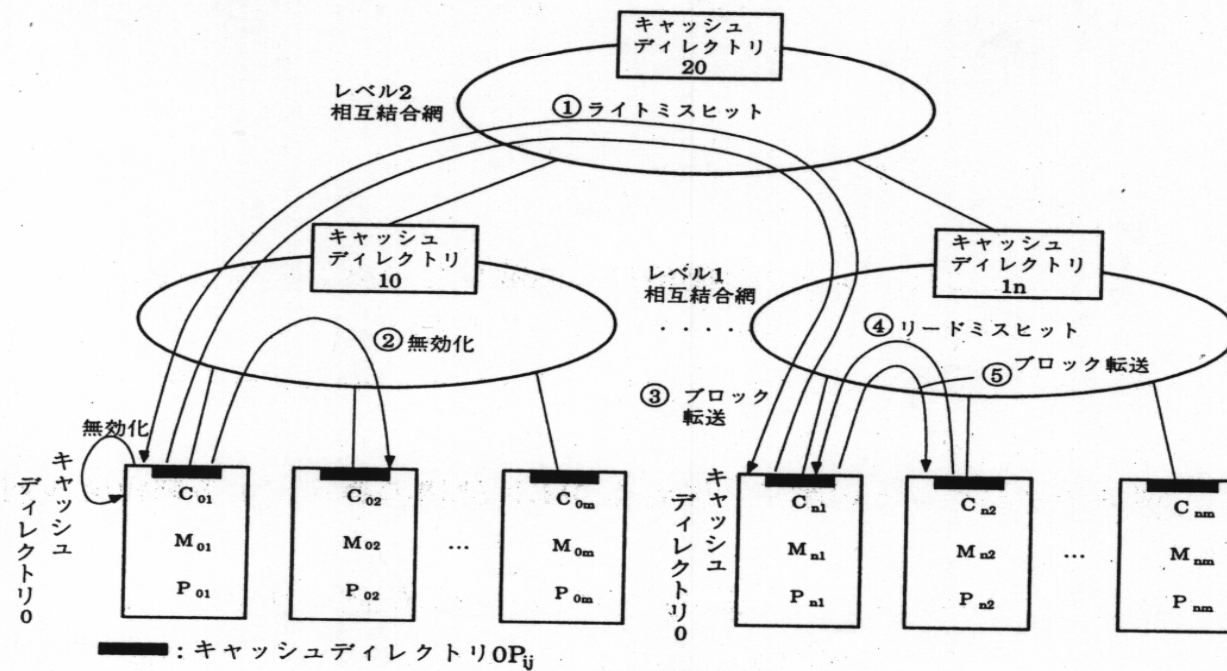 キャッシュ
ディレクトリ
20
レベル2
相互結合網
①ライトミスヒット
キャッシュ
ディレクトリ
10
レベル1
相互結合網
・・・・・
キャッシュ
ディレクトリ
1n
②無効化
④リードミスヒット
⑤ブロック転送
③ブロック
転送
無効化
キャッシュ
ディレクトリ0
C01
M01
P01
C02
M02
P02
…
C0m
M0m
P0m
キャッシュ
ディレクトリ0
Cn1
Mn1
Pn1
Cn2
Mn2
Pn2
…
Cnm
Mnm
Pnm
：キャッシュディレクトリ0Pij